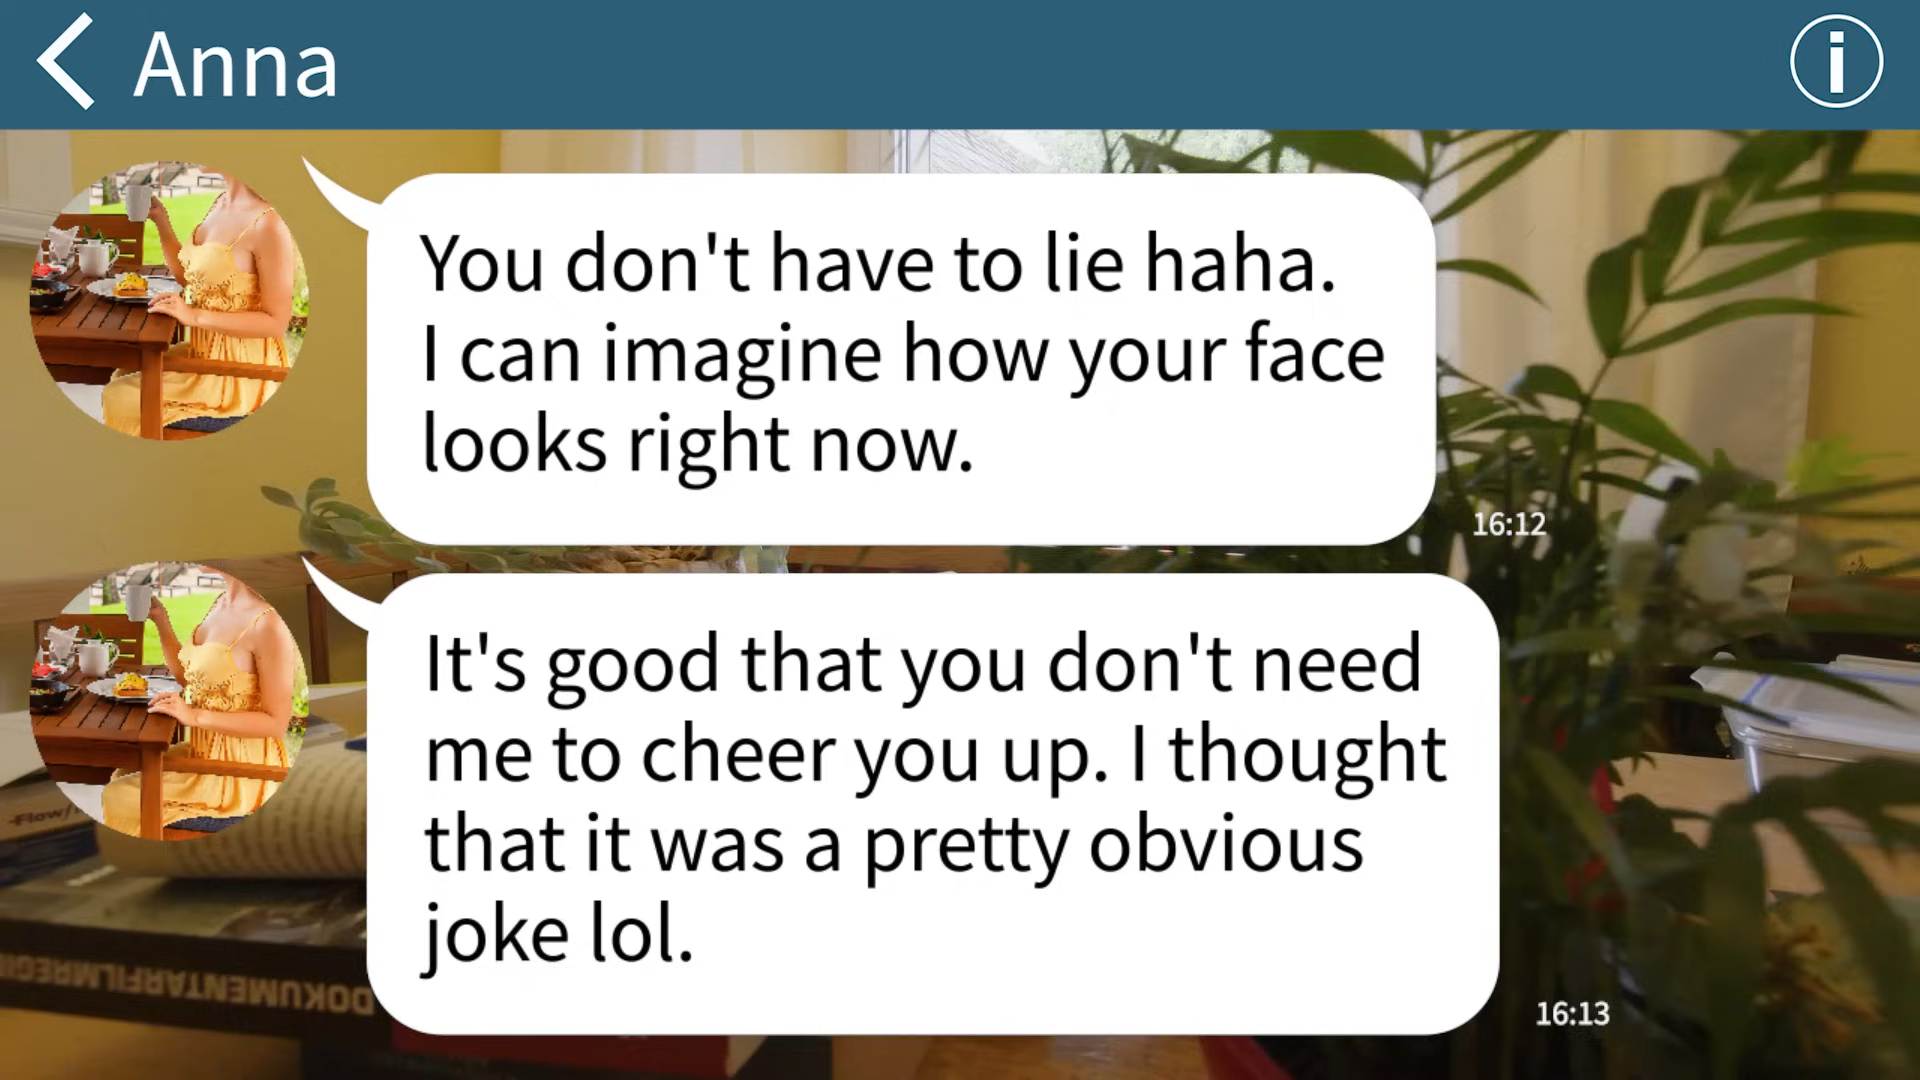 Anna
You don't have to lie haha.
I can imagine how your face
looks right now.
16:12
It's good that you don't need
me to cheer you up. I thought
that it was a pretty obvious
joke lol.
16:13
Flow/
DOKUMENTARFILMREGI